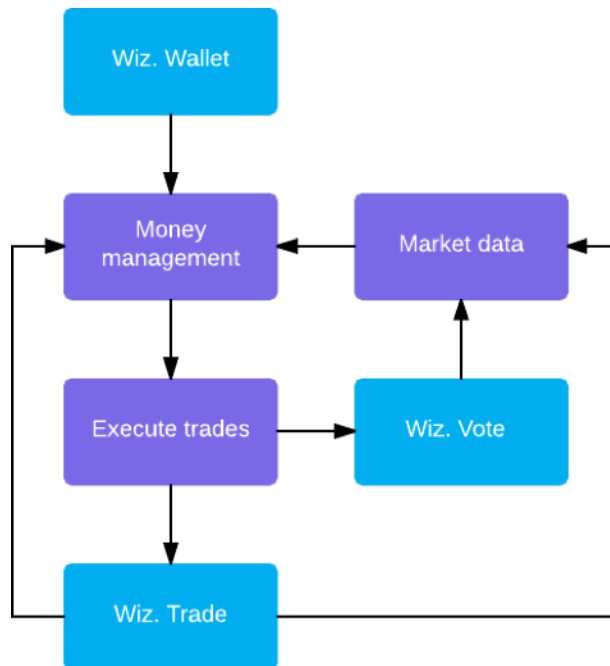 Wiz. Wallet
Money
management
Market data
Execute trades
Wiz. Vote
Wiz. Trade